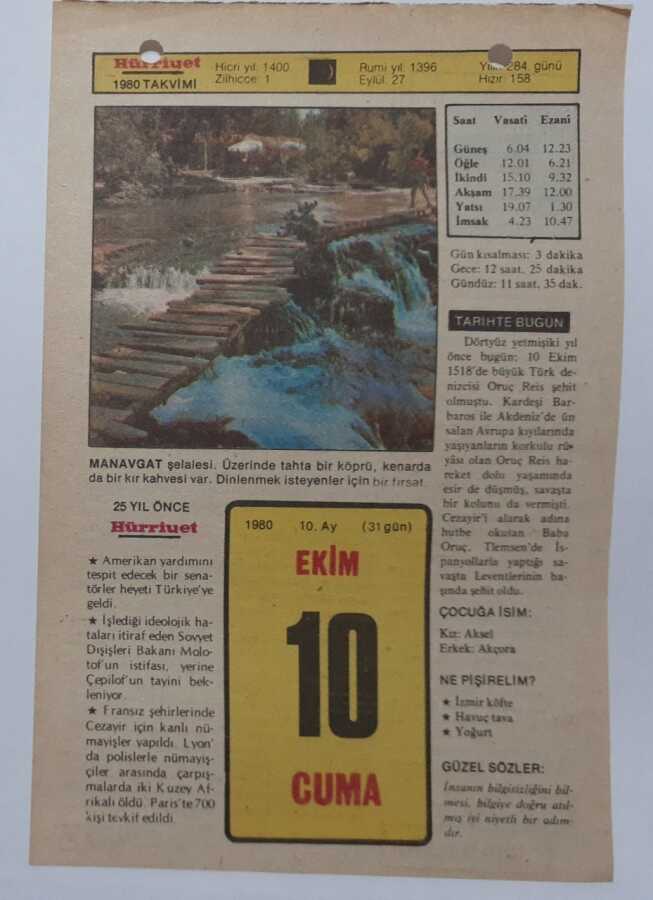 Hürriyet
1980 TAKVİMİ
Hicri yıl: 1400
Zilhicce: 1
Rumi yıl: 1396
Eylül: 27
284. günü
Hızır: 158
Saat Vasati Ezani
Güneş 6.04 12.23
Öğle 12.01 6.21
İkindi 15.10 9.32
Akşam 17.39 12.00
Yatsı 19.07 1.30
İmsak 4.23 10.47
Gün kısalması: 3 dakika
Gece: 12 saat, 25 dakika
Gündüz: 11 saat, 35 dak.
MANAVGAT şelalesi. Üzerinde tahta bir köprü, kenarda
da bir kır kahvesi var. Dinlenmek isteyenler için bir fırsat.
TARİHTE BUGÜN
Dörtyüz yetmişiki yıl
önce bugün: 10 Ekim
1518'de büyük Türk de-
nizcisi Oruç Reis şehit
olmuştu. Kardeşi Bar-
baros ile Akdeniz'de ün
salan Avrupa kıyılarında
yaşıyanların korkulu rü-
yâsı olan Oruç Reis ha-
reket dolu yaşamında
esir de düşmüş, savaşta
bir kolunu da vermişti.
Cezayir'i alarak adına
hutbe okutan Baba
Oruç, Tlemsen'de İs-
panyollarla yaptığı sa-
vaşta Leventlerinin ba-
şında şehit oldu.
ÇOCUĞA İSİM:
Kız: Aksel
Erkek: Akçora
NE PİŞİRELİM?
★ İzmir köfte
★ Havuç tava
★ Yoğurt
GÜZEL SÖZLER:
İnsanın bilgisizliğini bil-
mesi, bilgiye doğru atıl-
mış iyi niyetli bir adım-
dır.
25 YIL ÖNCE
Hürriyet
★ Amerikan yardımını
tespit edecek bir sena-
törler heyeti Türkiye'ye
geldi.
★ İşlediği ideolojik ha-
taları itiraf eden Sovyet
Dışişleri Bakanı Molo-
tof'un istifası, yerine
Çepilof'un tayini bek-
leniyor.
★ Fransız şehirlerinde
Cezayir için kanlı nü-
mayişler yapıldı. Lyon'
da polislerle nümayiş-
çiler arasında çarpış-
malarda iki Kuzey Af-
rikalı öldü. Paris'te 700
kişi tevkif edildi.
1980 10. Ay (31 gün)
EKİM
10
CUMA